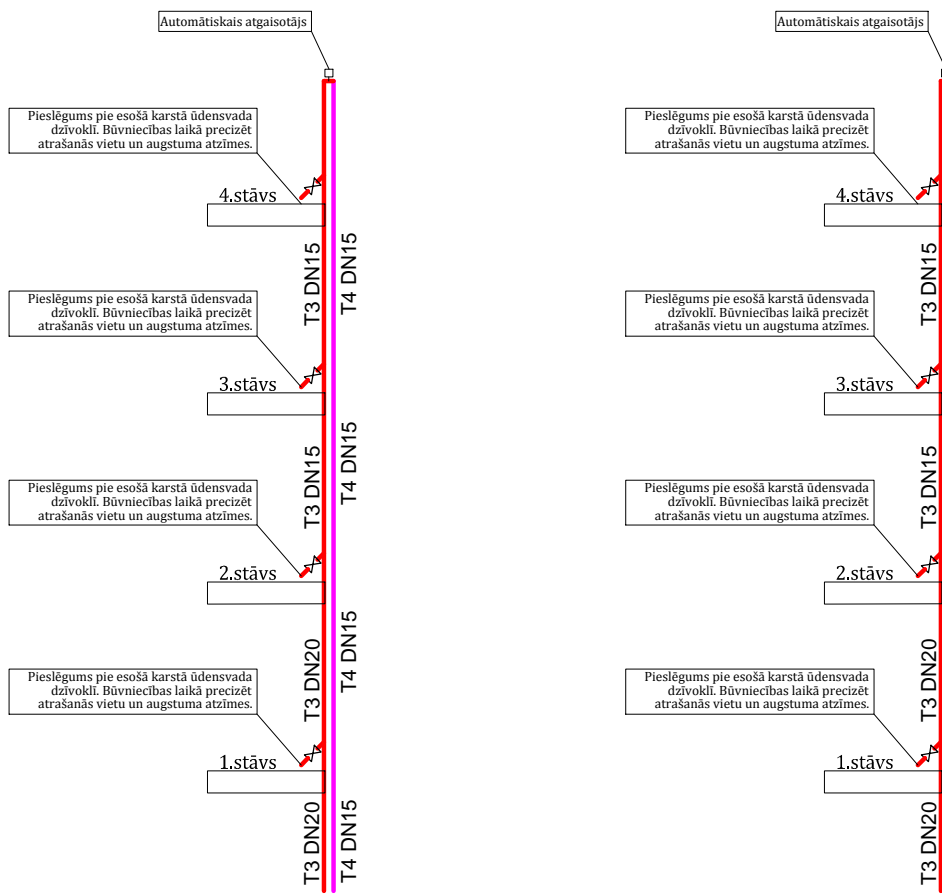 Automātiskais atgaisotājs
Pieslēgums pie esošā karstā ūdensvada
dzīvoklī. Būvniecības laikā precizēt
atrašanās vietu un augstuma atzīmes.
4.stāvs
T3 DN15
T4 DN15
Pieslēgums pie esošā karstā ūdensvada
dzīvoklī. Būvniecības laikā precizēt
atrašanās vietu un augstuma atzīmes.
3.stāvs
T3 DN15
T4 DN15
Pieslēgums pie esošā karstā ūdensvada
dzīvoklī. Būvniecības laikā precizēt
atrašanās vietu un augstuma atzīmes.
2.stāvs
T3 DN20
T4 DN15
Pieslēgums pie esošā karstā ūdensvada
dzīvoklī. Būvniecības laikā precizēt
atrašanās vietu un augstuma atzīmes.
1.stāvs
T3 DN20
T4 DN15
Automātiskais atgaisotājs
Pieslēgums pie esošā karstā ūdensvada
dzīvoklī. Būvniecības laikā precizēt
atrašanās vietu un augstuma atzīmes.
4.stāvs
T3 DN15
Pieslēgums pie esošā karstā ūdensvada
dzīvoklī. Būvniecības laikā precizēt
atrašanās vietu un augstuma atzīmes.
3.stāvs
T3 DN15
Pieslēgums pie esošā karstā ūdensvada
dzīvoklī. Būvniecības laikā precizēt
atrašanās vietu un augstuma atzīmes.
2.stāvs
T3 DN20
Pieslēgums pie esošā karstā ūdensvada
dzīvoklī. Būvniecības laikā precizēt
atrašanās vietu un augstuma atzīmes.
1.stāvs
T3 DN20